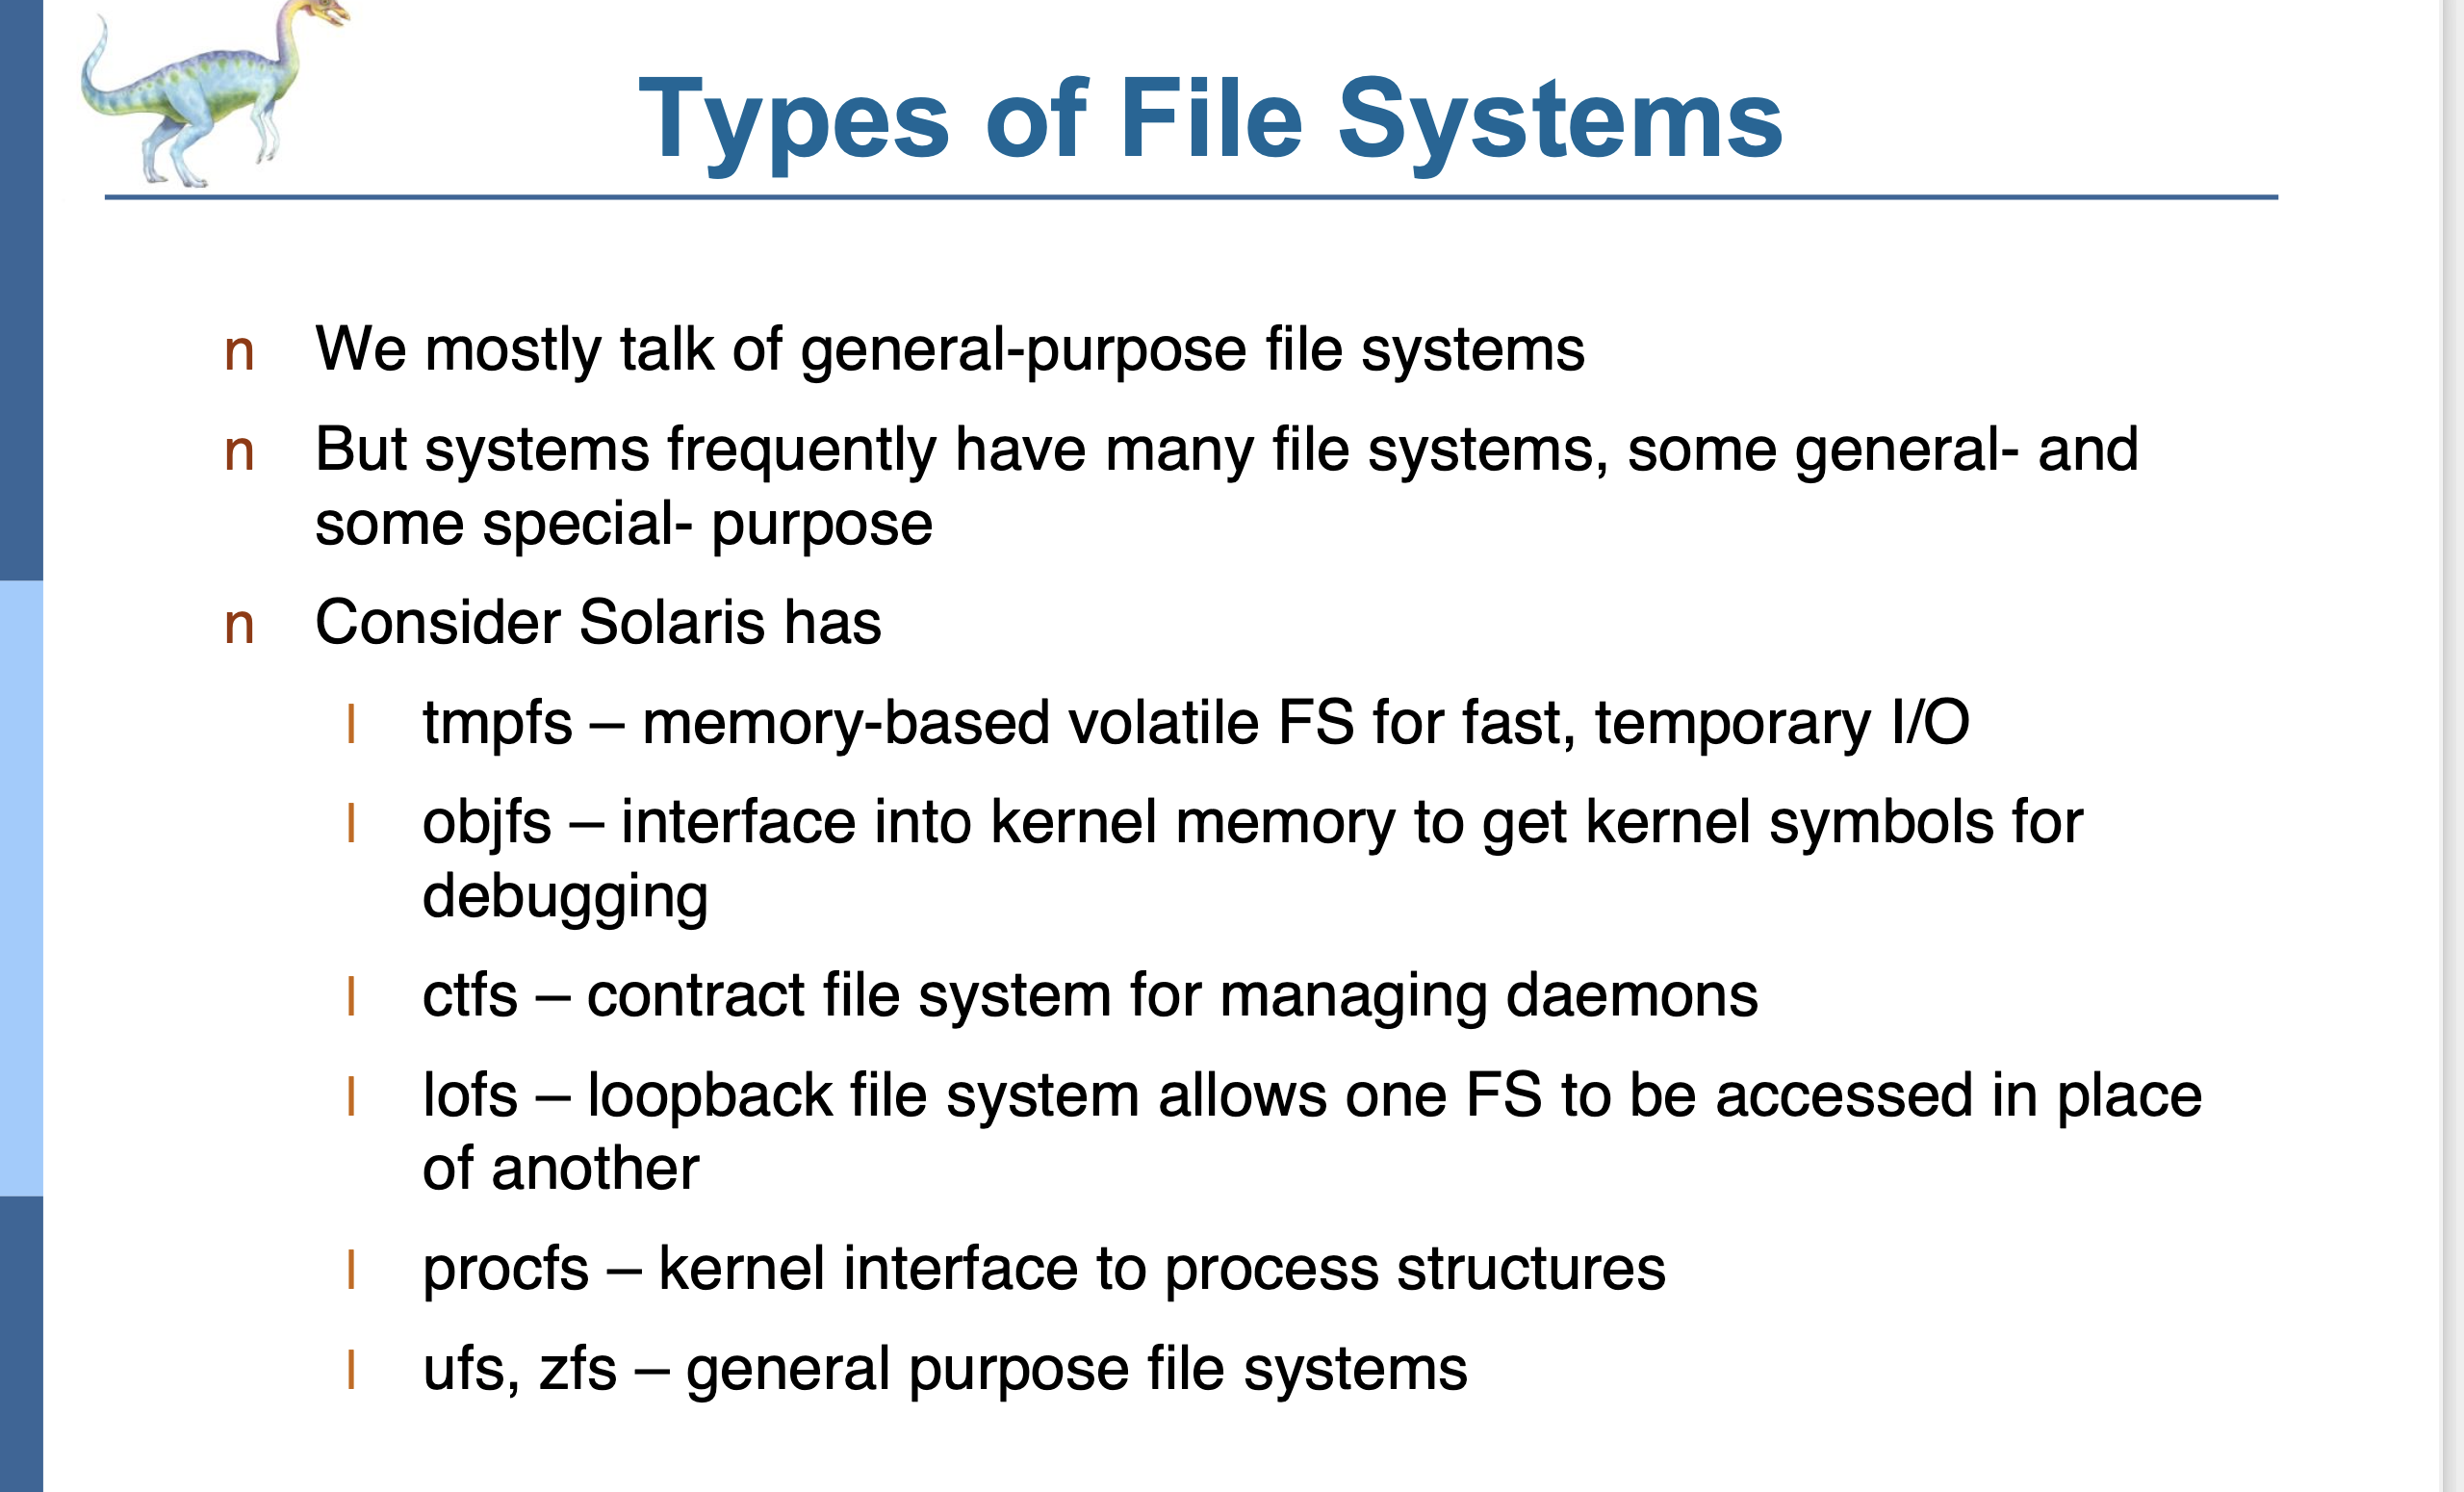 Types of File Systems
n We mostly talk of general-purpose file systems
n But systems frequently have many file systems, some general- and
some special- purpose
n Consider Solaris has
l tmpfs – memory-based volatile FS for fast, temporary I/O
l objfs – interface into kernel memory to get kernel symbols for
debugging
l ctfs – contract file system for managing daemons
l lofs – loopback file system allows one FS to be accessed in place
of another
l procfs – kernel interface to process structures
l ufs, zfs – general purpose file systems